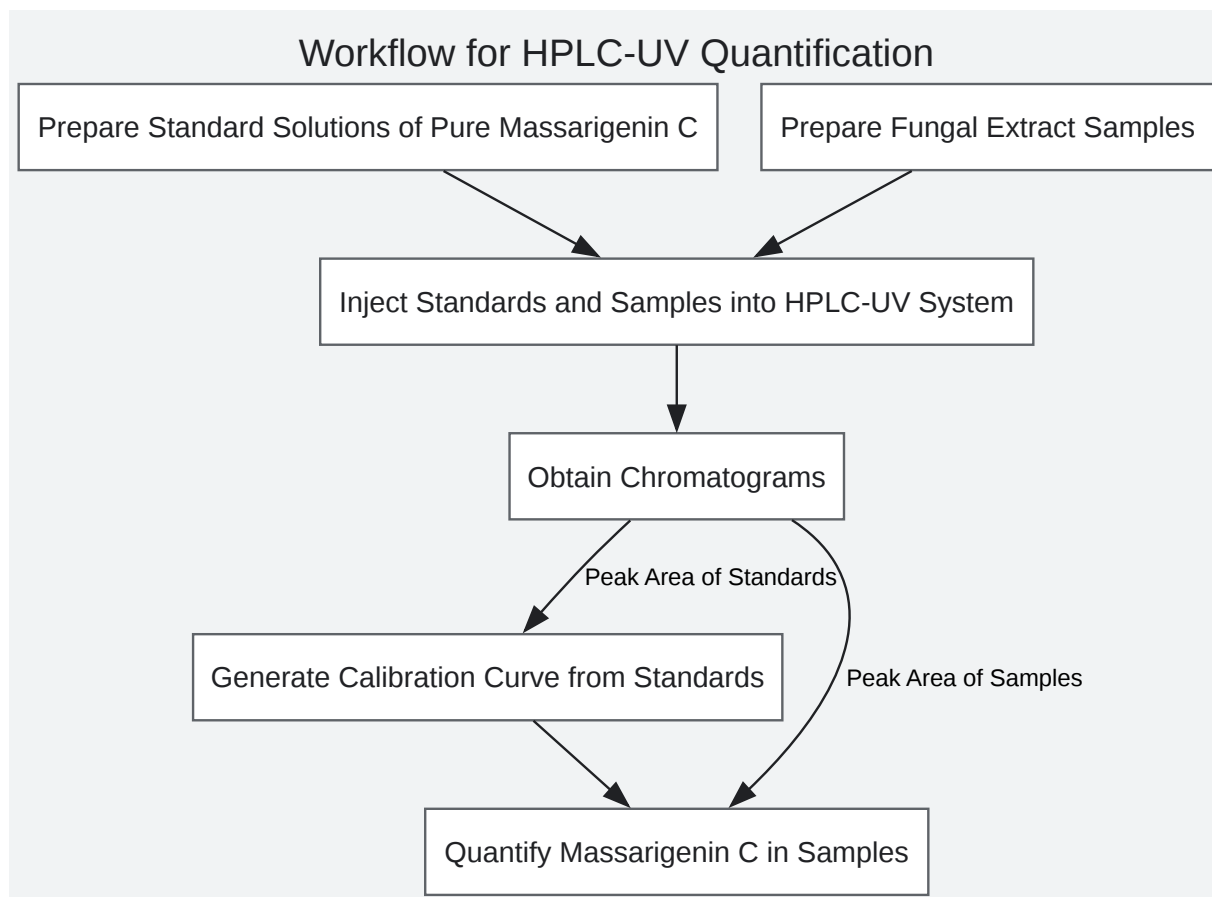 Workflow for HPLC-UV Quantification
Prepare Standard Solutions of Pure Massarigenin C
Prepare Fungal Extract Samples
Inject Standards and Samples into HPLC-UV System
Obtain Chromatograms
Peak Area of Standards
Generate Calibration Curve from Standards
Peak Area of Samples
Quantify Massarigenin C in Samples